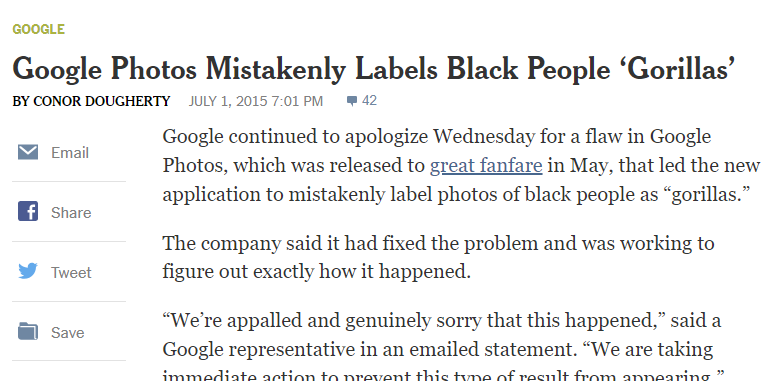 GOOGLE
Google Photos Mistakenly Labels Black People ‘Gorillas’
BY CONOR DOUGHERTY JULY 1, 2015 7:01 PM 42
Email
Share
Tweet
Save
Google continued to apologize Wednesday for a flaw in Google
Photos, which was released to great fanfare in May, that led the new
application to mistakenly label photos of black people as “gorillas.”
The company said it had fixed the problem and was working to
figure out exactly how it happened.
“We’re appalled and genuinely sorry that this happened,” said a
Google representative in an emailed statement. “We are taking
immediate action to prevent this type of result from appearing.”